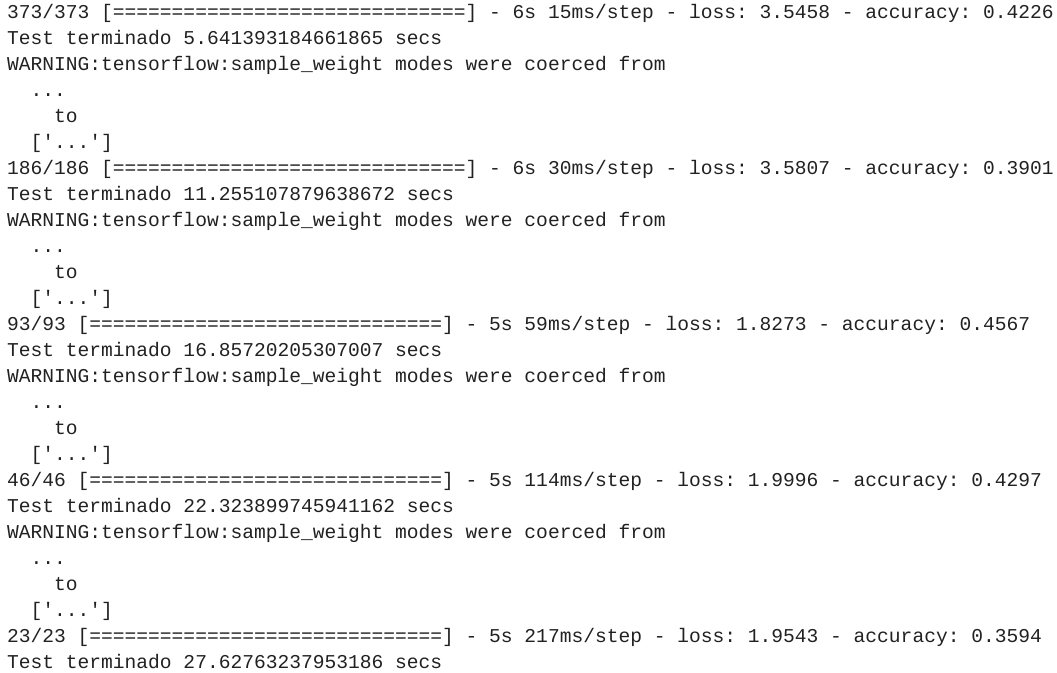 373/373 [==============================] - 6s 15ms/step - loss: 3.5458 - accuracy: 0.4226
Test terminado 5.641393184661865 secs
WARNING:tensorflow:sample_weight modes were coerced from
  ...
    to
  ['...']
186/186 [==============================] - 6s 30ms/step - loss: 3.5807 - accuracy: 0.3901
Test terminado 11.255107879638672 secs
WARNING:tensorflow:sample_weight modes were coerced from
  ...
    to
  ['...']
93/93 [==============================] - 5s 59ms/step - loss: 1.8273 - accuracy: 0.4567
Test terminado 16.85720205307007 secs
WARNING:tensorflow:sample_weight modes were coerced from
  ...
    to
  ['...']
46/46 [==============================] - 5s 114ms/step - loss: 1.9996 - accuracy: 0.4297
Test terminado 22.323899745941162 secs
WARNING:tensorflow:sample_weight modes were coerced from
  ...
    to
  ['...']
23/23 [==============================] - 5s 217ms/step - loss: 1.9543 - accuracy: 0.3594
Test terminado 27.62763237953186 secs